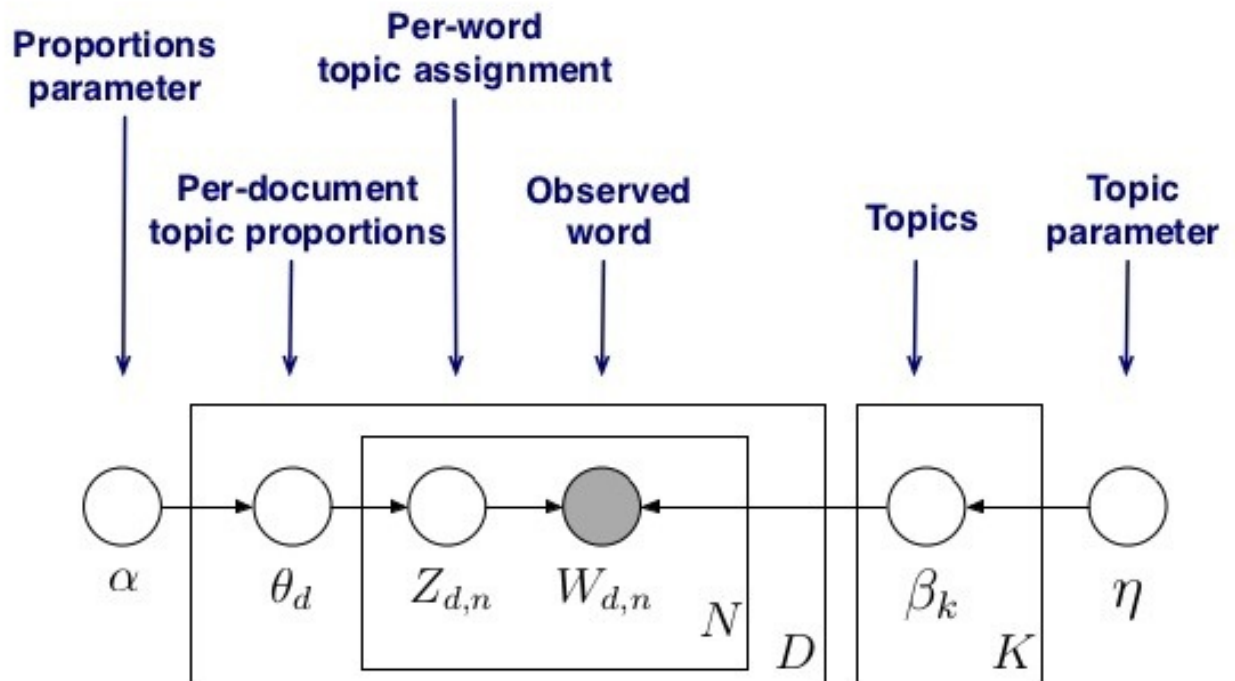 Proportions
parameter
Per-word
topic assignment
Per-document
topic proportions
Observed
word
Topics
Topic
parameter
α
θ_d
Z_{d,n}
W_{d,n}
N
D
β_k
K
η